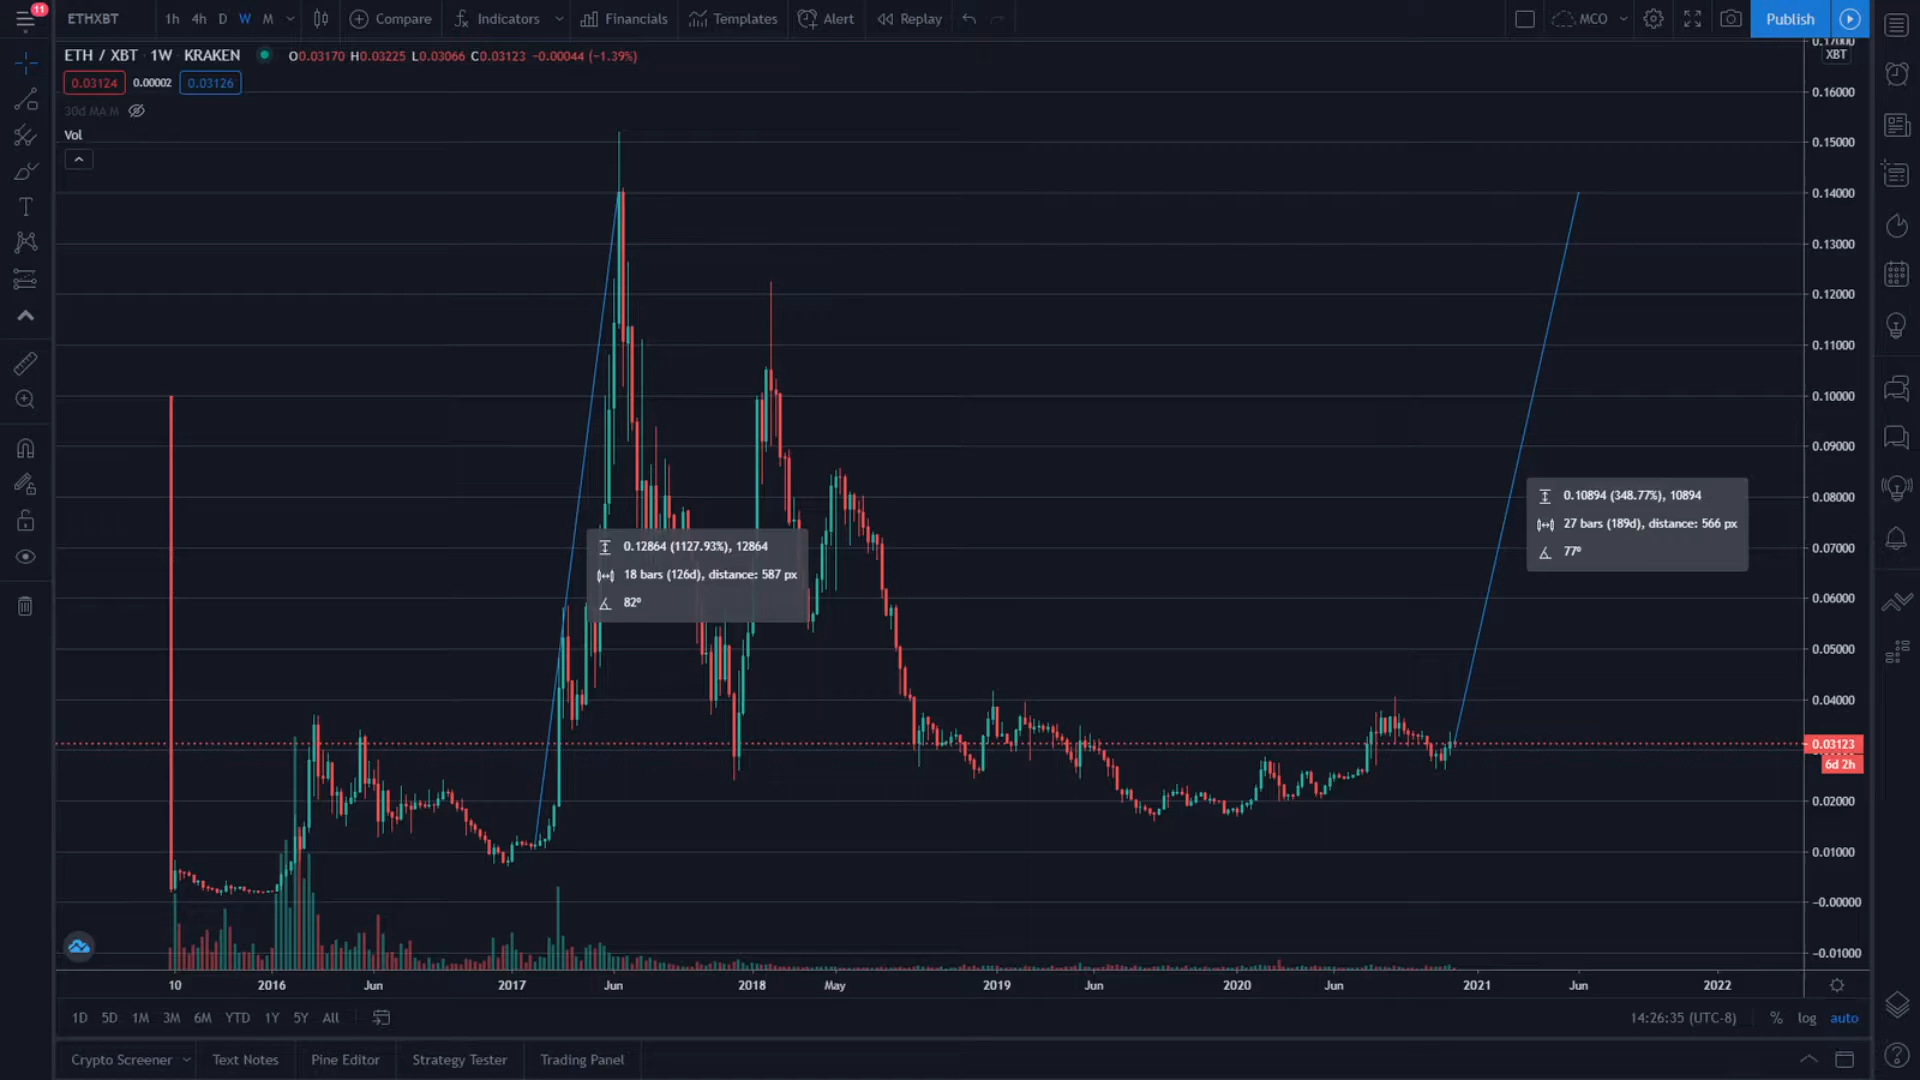 11
ETHXBT
1h 4h D W M
Compare
Indicators
Financials
Templates
Alert
Replay
MCO
Publish
ETH / XBT · 1W · KRAKEN
O0.03170 H0.03225 L0.03066 C0.03123 −0.00044 (−1.39%)
0.03124 0.00002 0.03126
30d MA.M
Vol
0.17000
XBT
0.16000
0.15000
0.14000
0.13000
0.12000
0.11000
0.10000
0.09000
0.08000
0.07000
0.06000
0.05000
0.04000
0.03123
6d 2h
0.02000
0.01000
−0.00000
−0.01000
0.12864 (1127.93%), 12864
18 bars (126d), distance: 587 px
82º
0.10894 (348.77%), 10894
27 bars (189d), distance: 566 px
77º
10 2016 Jun 2017 Jun 2018 May 2019 Jun 2020 Jun 2021 Jun 2022
1D 5D 1M 3M 6M YTD 1Y 5Y All
14:26:35 (UTC-8) % log auto
Crypto Screener
Text Notes
Pine Editor
Strategy Tester
Trading Panel